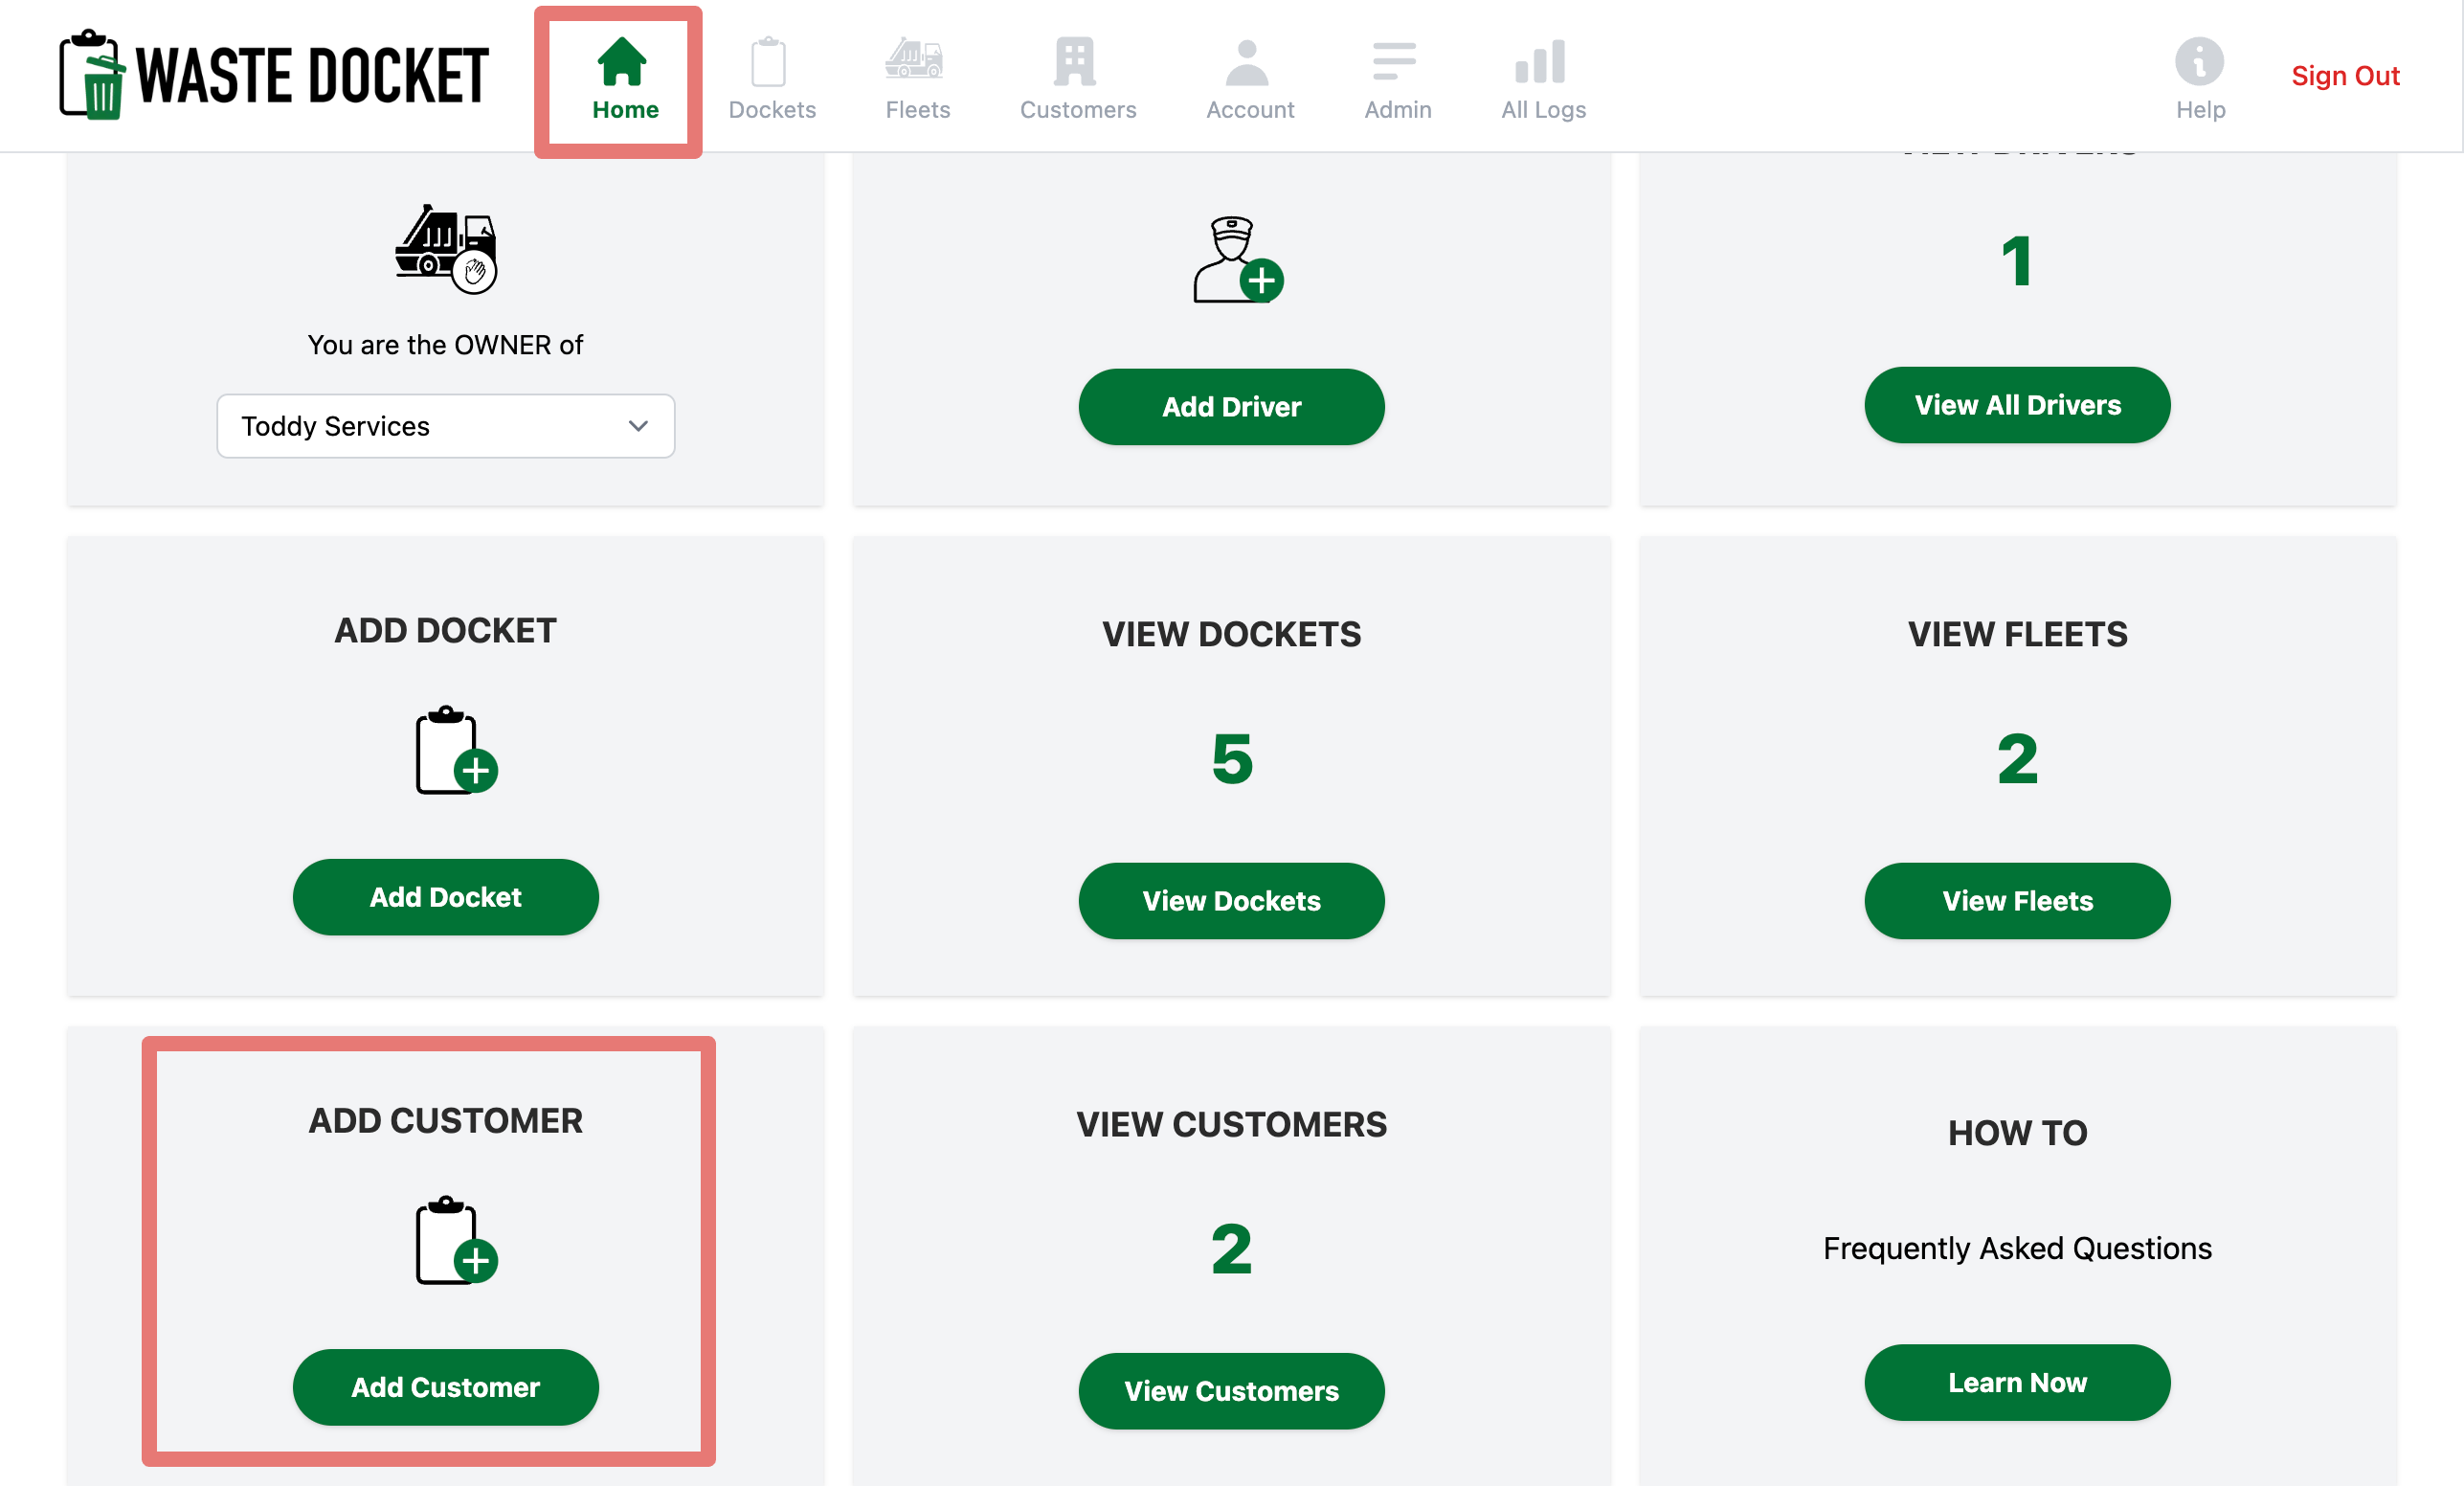 WASTE DOCKET
Home
Dockets
Fleets
Customers
Account
Admin
All Logs
Help
Sign Out
You are the OWNER of
Toddy Services
Add Driver
1
View All Drivers
ADD DOCKET
Add Docket
VIEW DOCKETS
5
View Dockets
VIEW FLEETS
2
View Fleets
ADD CUSTOMER
Add Customer
VIEW CUSTOMERS
2
View Customers
HOW TO
Frequently Asked Questions
Learn Now